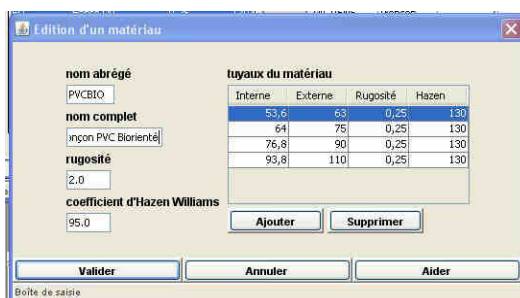 Edition d'un matériau
nom abrégé
PVCBIO
nom complet
onçon PVC Biorienté
rugosité
2.0
coefficient d'Hazen Williams
95.0
tuyaux du matériau
Interne Externe Rugosité Hazen
53,6 63 0,25 130
64 75 0,25 130
76,8 90 0,25 130
93,8 110 0,25 130
Ajouter Supprimer
Valider Annuler Aider
Boîte de saisie